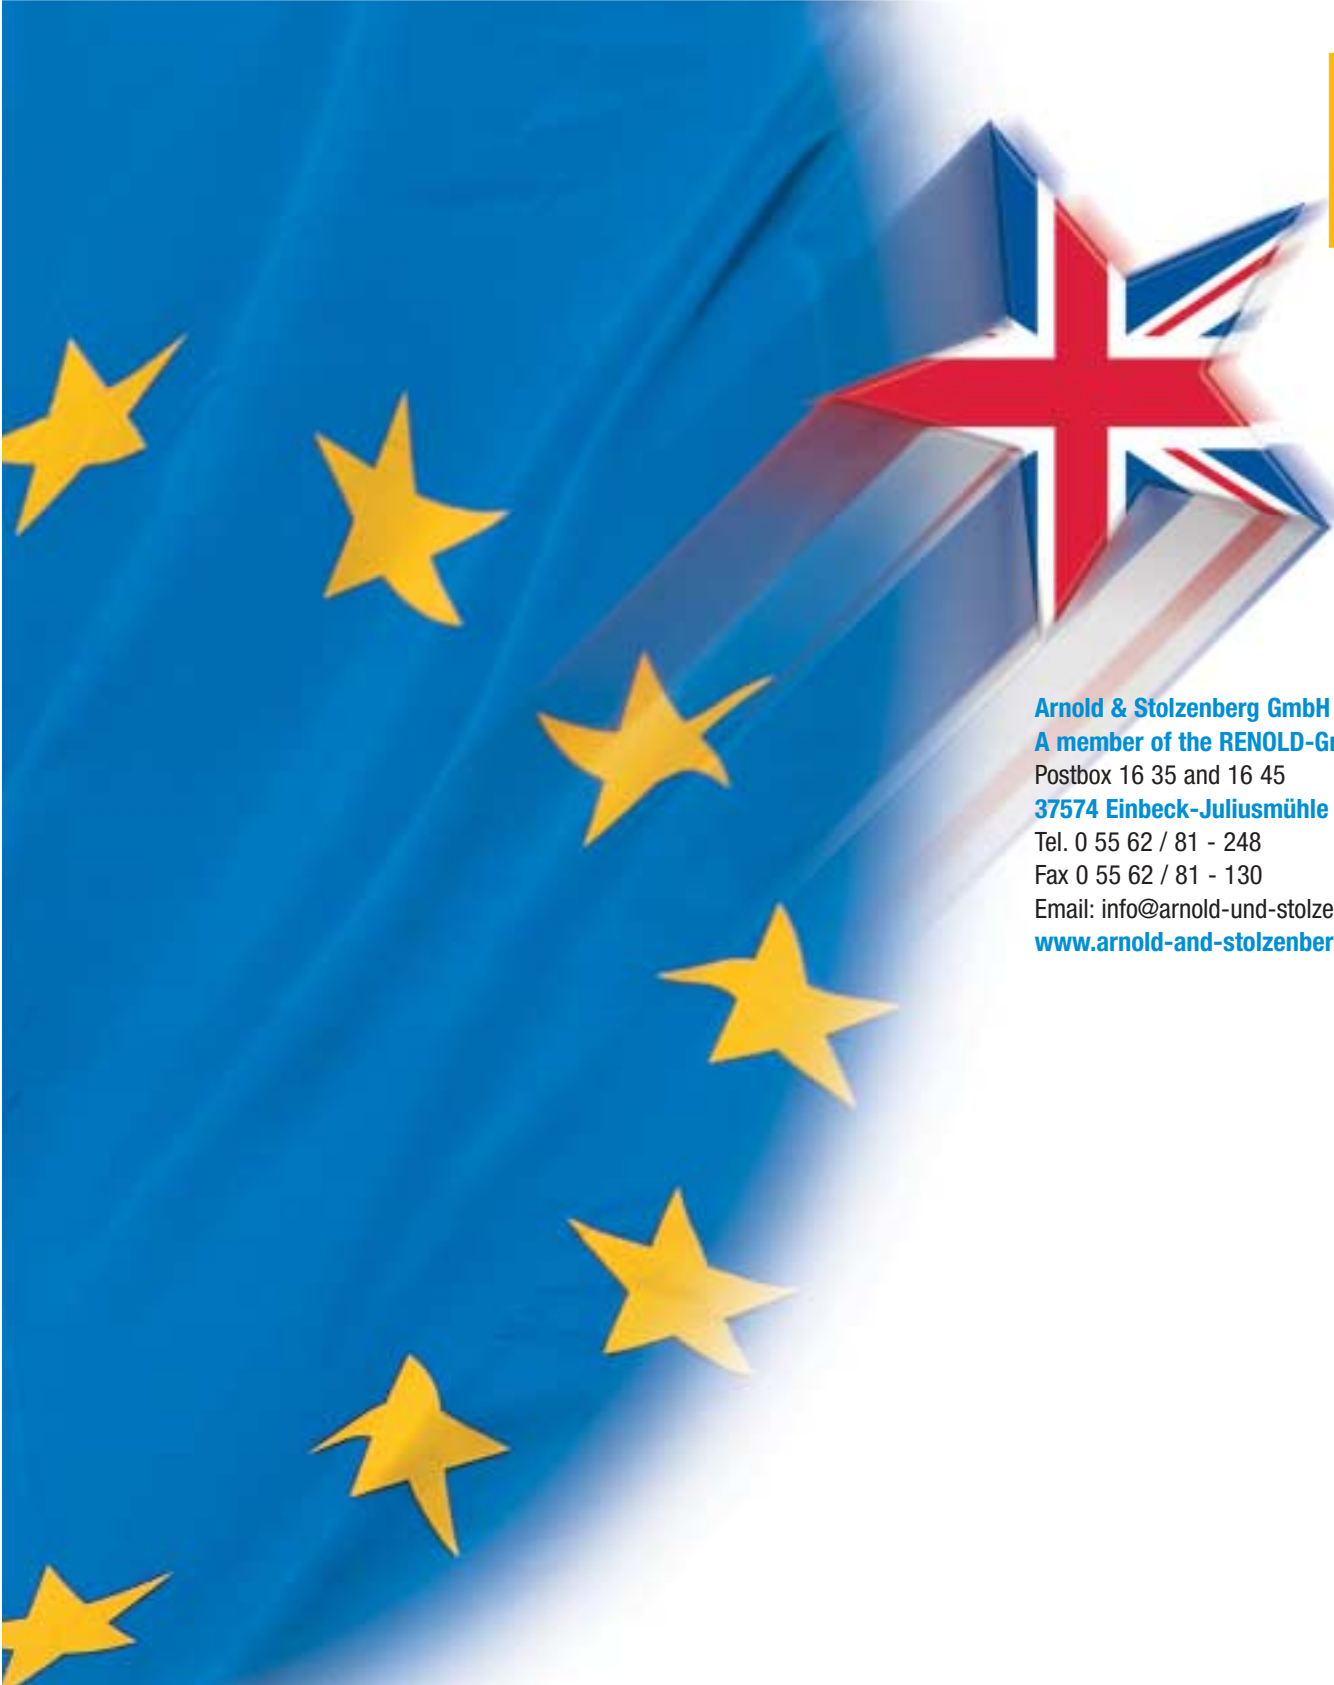 Arnold & Stolzenberg GmbH
A member of the RENOLD-Gr
Postbox 16 35 and 16 45
37574 Einbeck-Juliusmühle
Tel. 0 55 62 / 81 - 248
Fax 0 55 62 / 81 - 130
Email: info@arnold-und-stolze
www.arnold-and-stolzenber